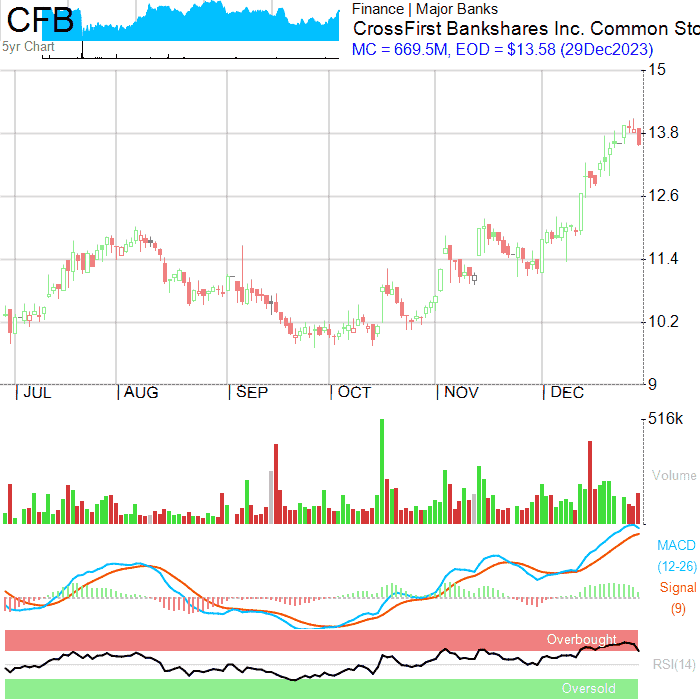 CFB
5yr Chart
Finance | Major Banks
CrossFirst Bankshares Inc. Common Sto
MC = 669.5M, EOD = $13.58 (29Dec2023)
15
13.8
12.6
11.4
10.2
9
JUL AUG SEP OCT NOV DEC
516k
Volume
MACD
(12-26)
Signal
(9)
Overbought
RSI(14)
Oversold